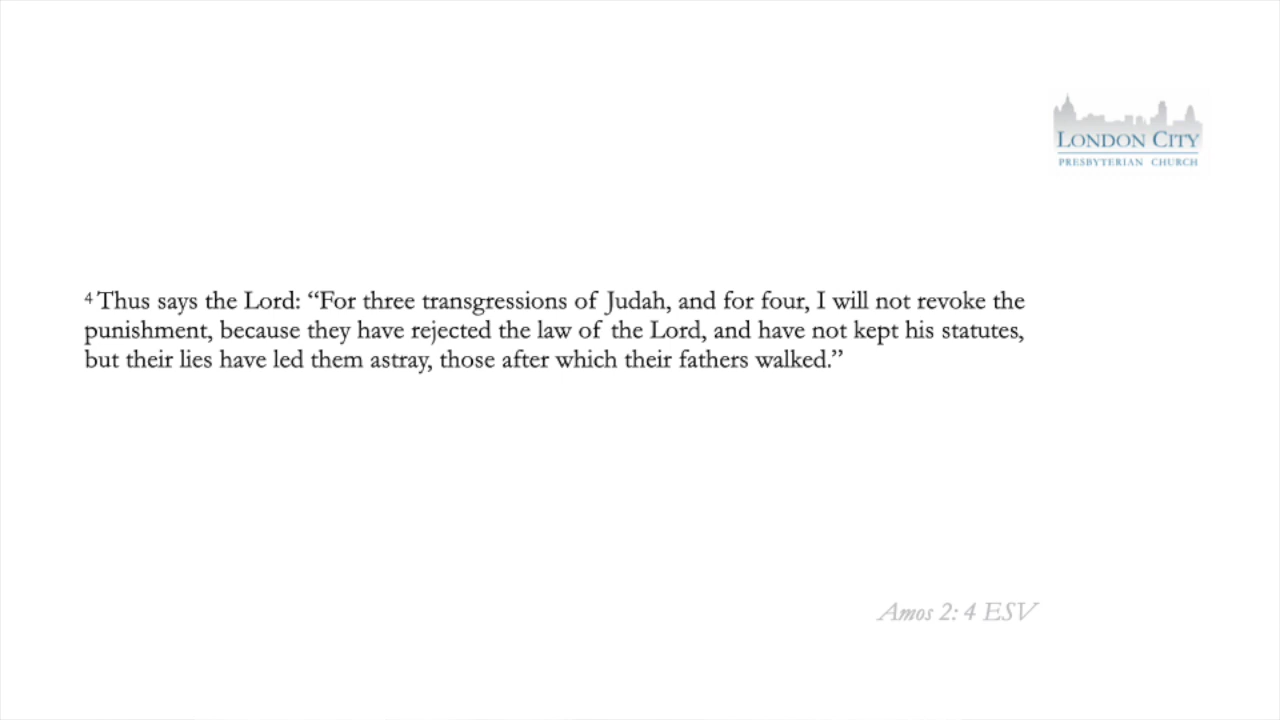 LONDON CITY
PRESBYTERIAN CHURCH
4 Thus says the Lord: “For three transgressions of Judah, and for four, I will not revoke the
punishment, because they have rejected the law of the Lord, and have not kept his statutes,
but their lies have led them astray, those after which their fathers walked.”
Amos 2: 4 ESV